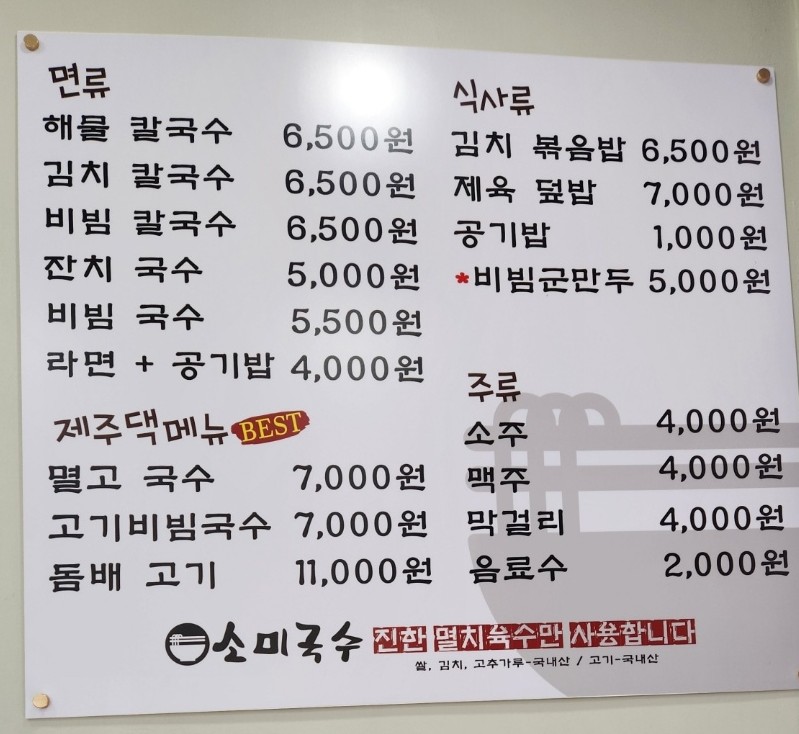 면류
해물 칼국수 6,500원
김치 칼국수 6,500원
비빔 칼국수 6,500원
잔치 국수 5,000원
비빔 국수 5,500원
라면 + 공기밥 4,000원
제주댁메뉴 BEST
멸고 국수 7,000원
고기비빔국수 7,000원
돔배 고기 11,000원
식사류
김치 볶음밥 6,500원
제육 덮밥 7,000원
공기밥 1,000원
*비빔군만두 5,000원
주류
소주 4,000원
맥주 4,000원
막걸리 4,000원
음료수 2,000원
소미국수 진한 멸치육수만 사용합니다
쌀, 김치, 고추가루-국내산 / 고기-국내산